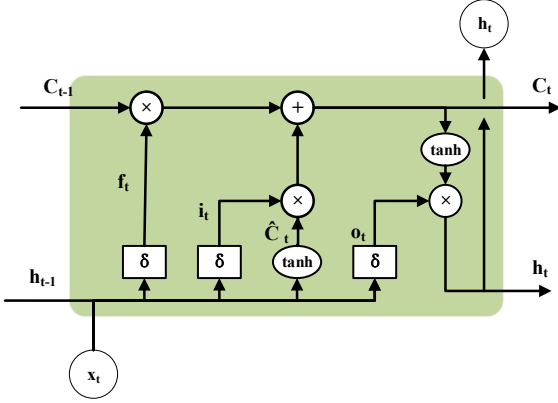 hₜ
Cₜ₋₁
Cₜ
×
+
tanh
fₜ
iₜ
×
×
Ĉₜ
oₜ
δ
δ
tanh
δ
hₜ₋₁
hₜ
xₜ